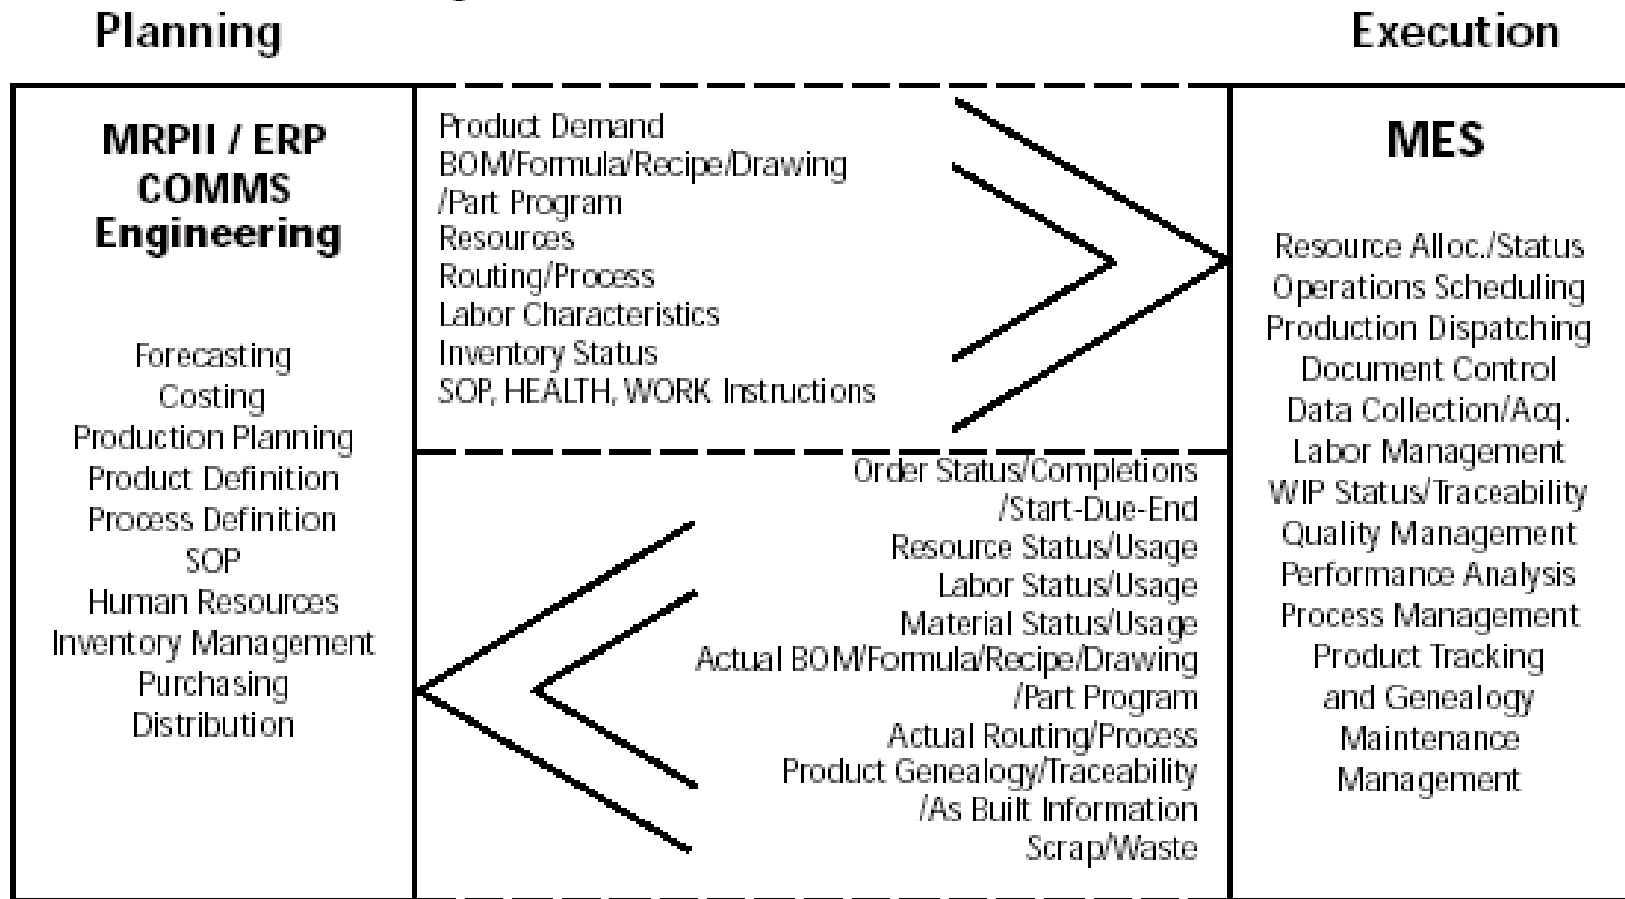 Planning
Execution
MRPII / ERP
COMMS
Engineering
Forecasting
Costing
Production Planning
Product Definition
Process Definition
SOP
Human Resources
Inventory Management
Purchasing
Distribution
Product Demand
BOM/Formula/Recipe/Drawing
/Part Program
Resources
Routing/Process
Labor Characteristics
Inventory Status
SOP, HEALTH, WORK Instructions
Order Status/Completions
/Start-Due-End
Resource Status/Usage
Labor Status/Usage
Material Status/Usage
Actual BOM/Formula/Recipe/Drawing
/Part Program
Actual Routing/Process
Product Genealogy/Traceability
/As Built Information
Scrap/Waste
MES
Resource Alloc./Status
Operations Scheduling
Production Dispatching
Document Control
Data Collection/Acq.
Labor Management
WIP Status/Traceability
Quality Management
Performance Analysis
Process Management
Product Tracking
and Genealogy
Maintenance
Management